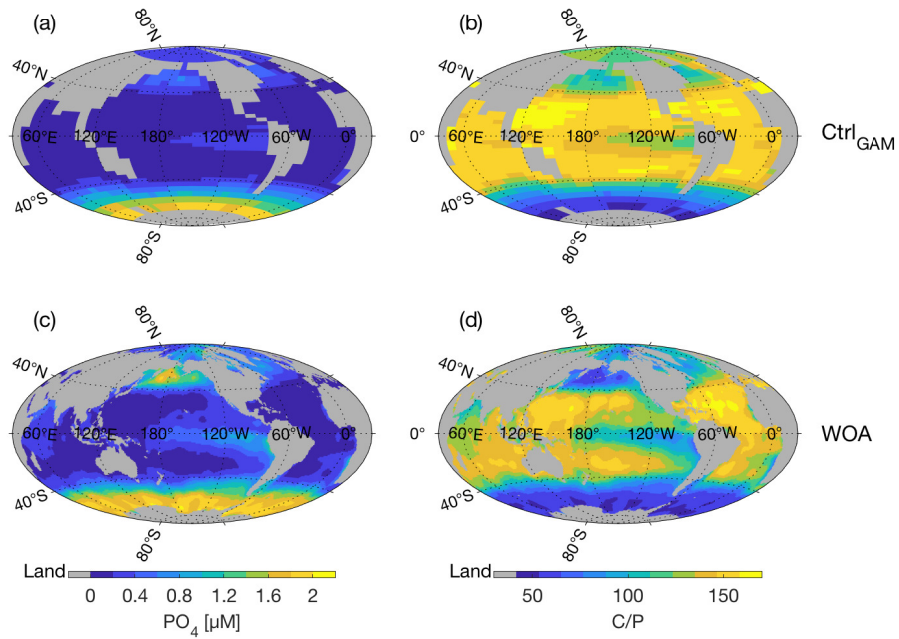 (a)
80°N
40°N
60°E 120°E 180° 120°W 60°W 0°
40°S
80°S
(b)
80°N
40°N
0° 60°E 120°E 180° 120°W 60°W 0°
40°S
80°S
Ctrl_GAM
(c)
80°N
40°N
60°E 120°E 180° 120°W 60°W 0°
40°S
80°S
(d)
80°N
40°N
0° 60°E 120°E 180° 120°W 60°W 0°
40°S
80°S
WOA
Land
0 0.4 0.8 1.2 1.6 2
PO4 [µM]
Land
50 100 150
C/P